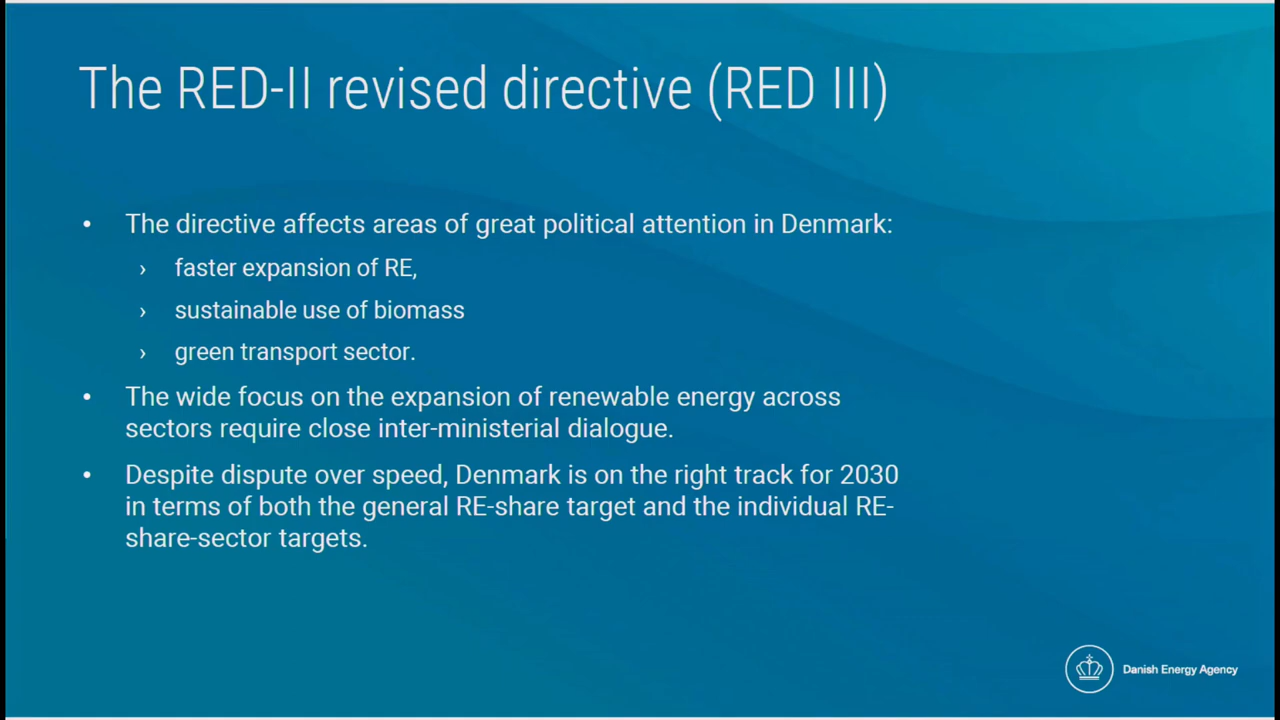 The RED-II revised directive (RED III)
• The directive affects areas of great political attention in Denmark:
› faster expansion of RE,
› sustainable use of biomass
› green transport sector.
• The wide focus on the expansion of renewable energy across
sectors require close inter-ministerial dialogue.
• Despite dispute over speed, Denmark is on the right track for 2030
in terms of both the general RE-share target and the individual RE-
share-sector targets.
Danish Energy Agency